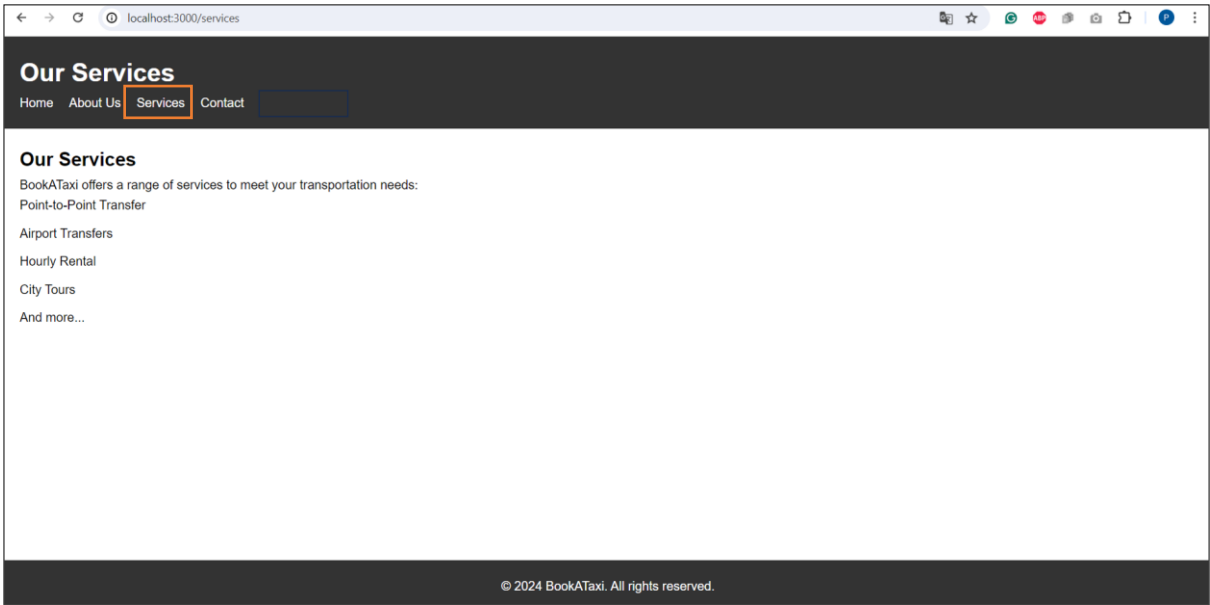 localhost:3000/services
ABP
P
Our Services
Home About Us Services Contact
Our Services
BookATaxi offers a range of services to meet your transportation needs:
Point-to-Point Transfer
Airport Transfers
Hourly Rental
City Tours
And more...
© 2024 BookATaxi. All rights reserved.